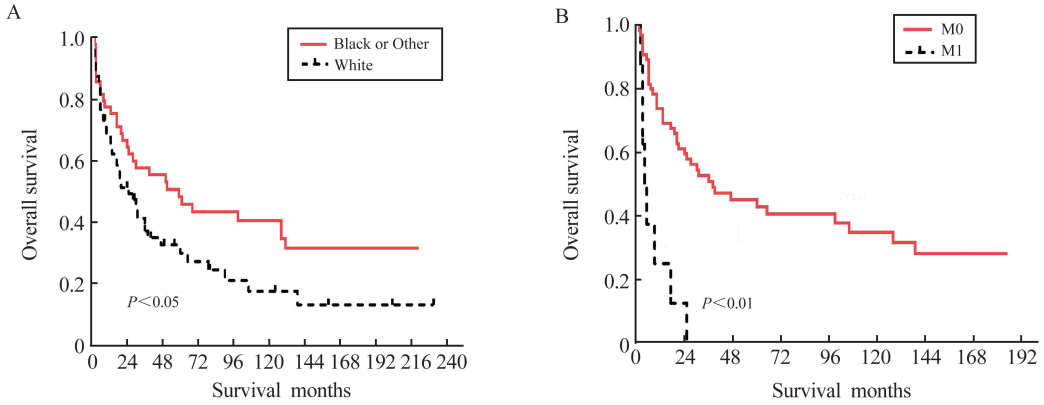 A
Overall survival
1.0
0.8
0.6
0.4
0.2
0
0 24 48 72 96 120 144 168 192 216 240
Survival months
Black or Other
White
P<0.05
B
Overall survival
1.0
0.8
0.6
0.4
0.2
0
0 24 48 72 96 120 144 168 192
Survival months
M0
M1
P<0.01